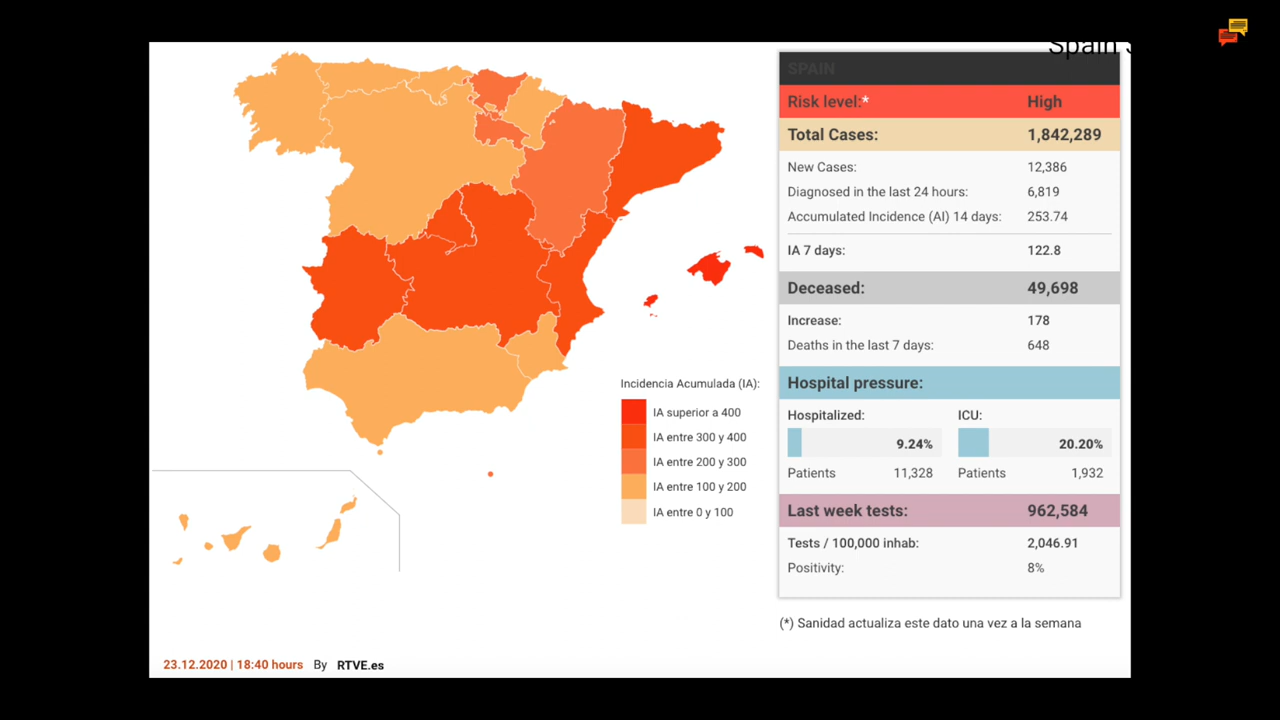 Spain
SPAIN
Risk level:* High
Total Cases: 1,842,289
New Cases: 12,386
Diagnosed in the last 24 hours: 6,819
Accumulated Incidence (AI) 14 days: 253.74
IA 7 days: 122.8
Deceased: 49,698
Increase: 178
Deaths in the last 7 days: 648
Hospital pressure:
Hospitalized: ICU:
9.24% 20.20%
Patients 11,328 Patients 1,932
Last week tests: 962,584
Tests / 100,000 inhab: 2,046.91
Positivity: 8%
(*) Sanidad actualiza este dato una vez a la semana
Incidencia Acumulada (IA):
IA superior a 400
IA entre 300 y 400
IA entre 200 y 300
IA entre 100 y 200
IA entre 0 y 100
23.12.2020 | 18:40 hours By RTVE.es